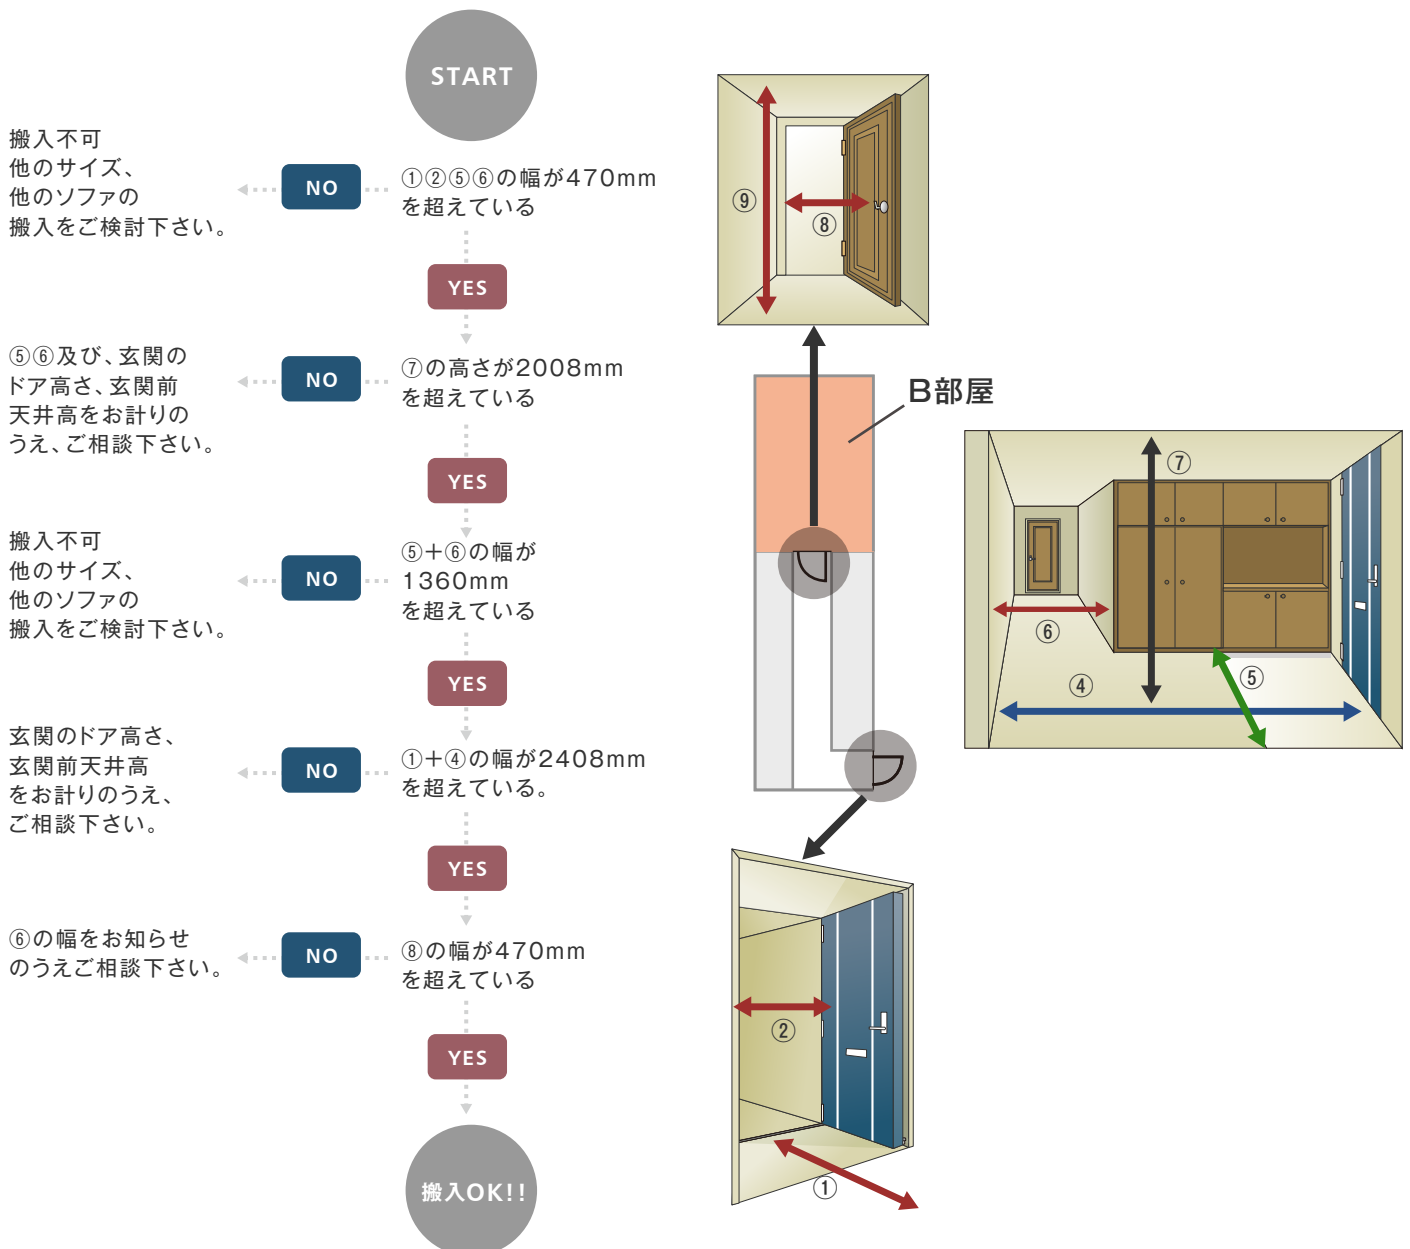 START
搬入不可
他のサイズ、
他のソファの
搬入をご検討下さい。
NO
①②⑤⑥の幅が470mm
を超えている
YES
⑤⑥及び、玄関の
ドア高さ、玄関前
天井高をお計りの
うえ、ご相談下さい。
NO
⑦の高さが2008mm
を超えている
YES
搬入不可
他のサイズ、
他のソファの
搬入をご検討下さい。
NO
⑤+⑥の幅が
1360mm
を超えている
YES
玄関のドア高さ、
玄関前天井高
をお計りのうえ、
ご相談下さい。
NO
①+④の幅が2408mm
を超えている。
YES
⑥の幅をお知らせ
のうえご相談下さい。
NO
⑧の幅が470mm
を超えている
YES
搬入OK!!
⑨
⑧
B部屋
⑦
⑥
④
⑤
②
①